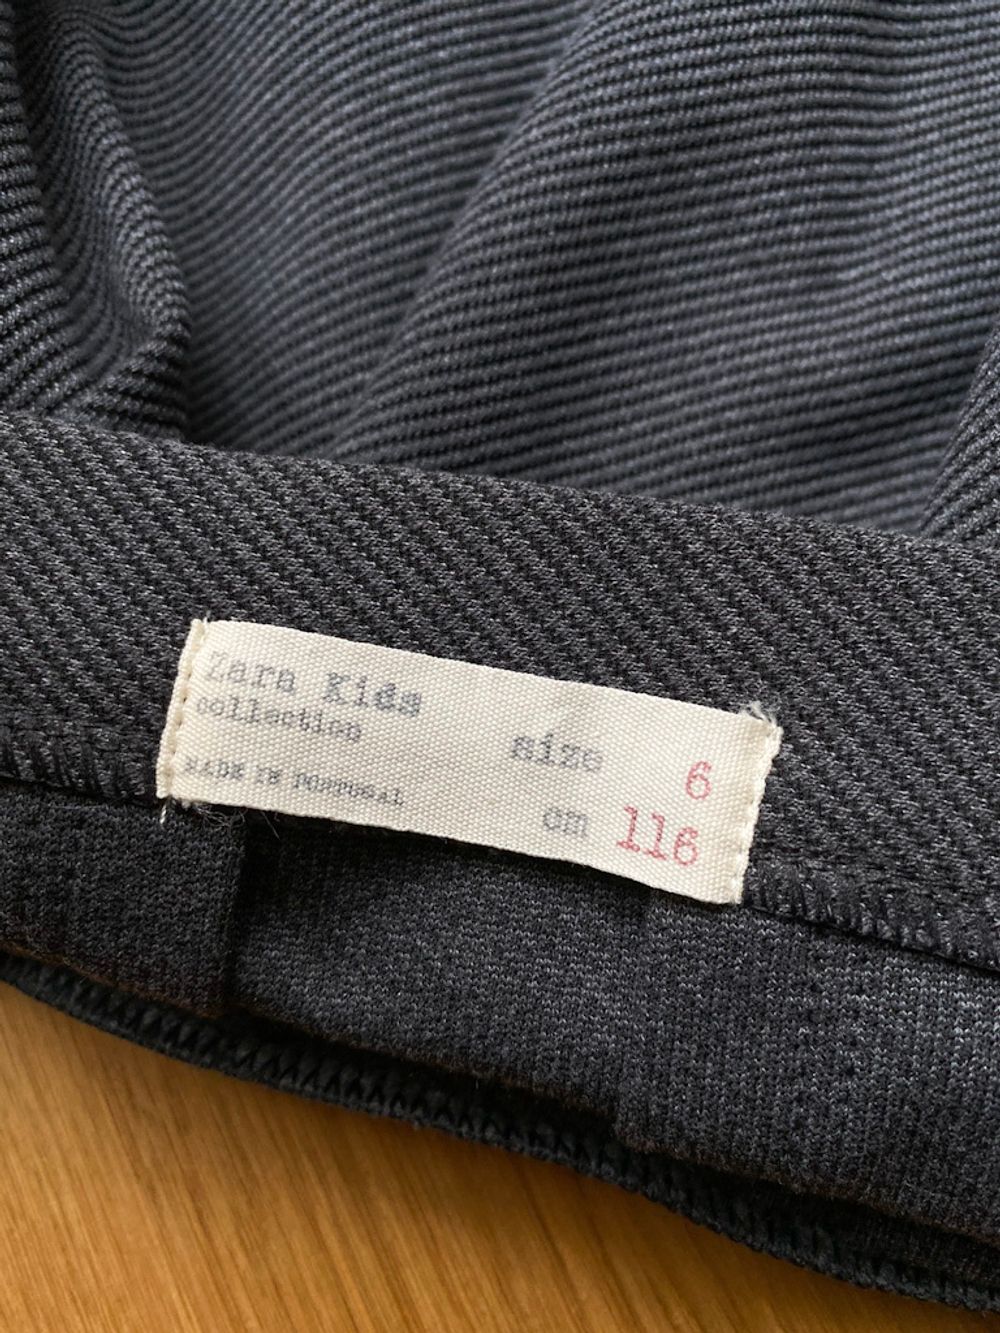 Zara Kids
collection
MADE IN PORTUGAL
size 6
cm 116